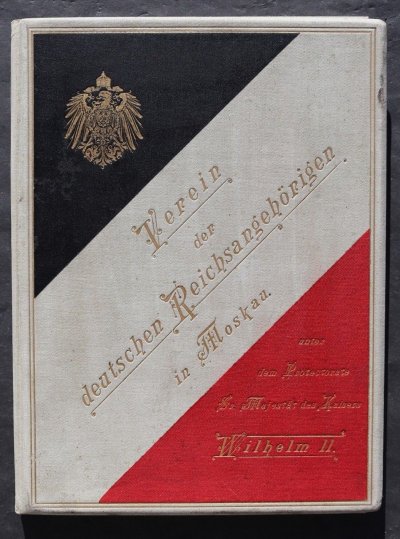 Verein
der
deutschen Reichsangehörigen
in Moskau.
unter
dem Protectorate
Sr. Majestät des Kaisers
Wilhelm II.